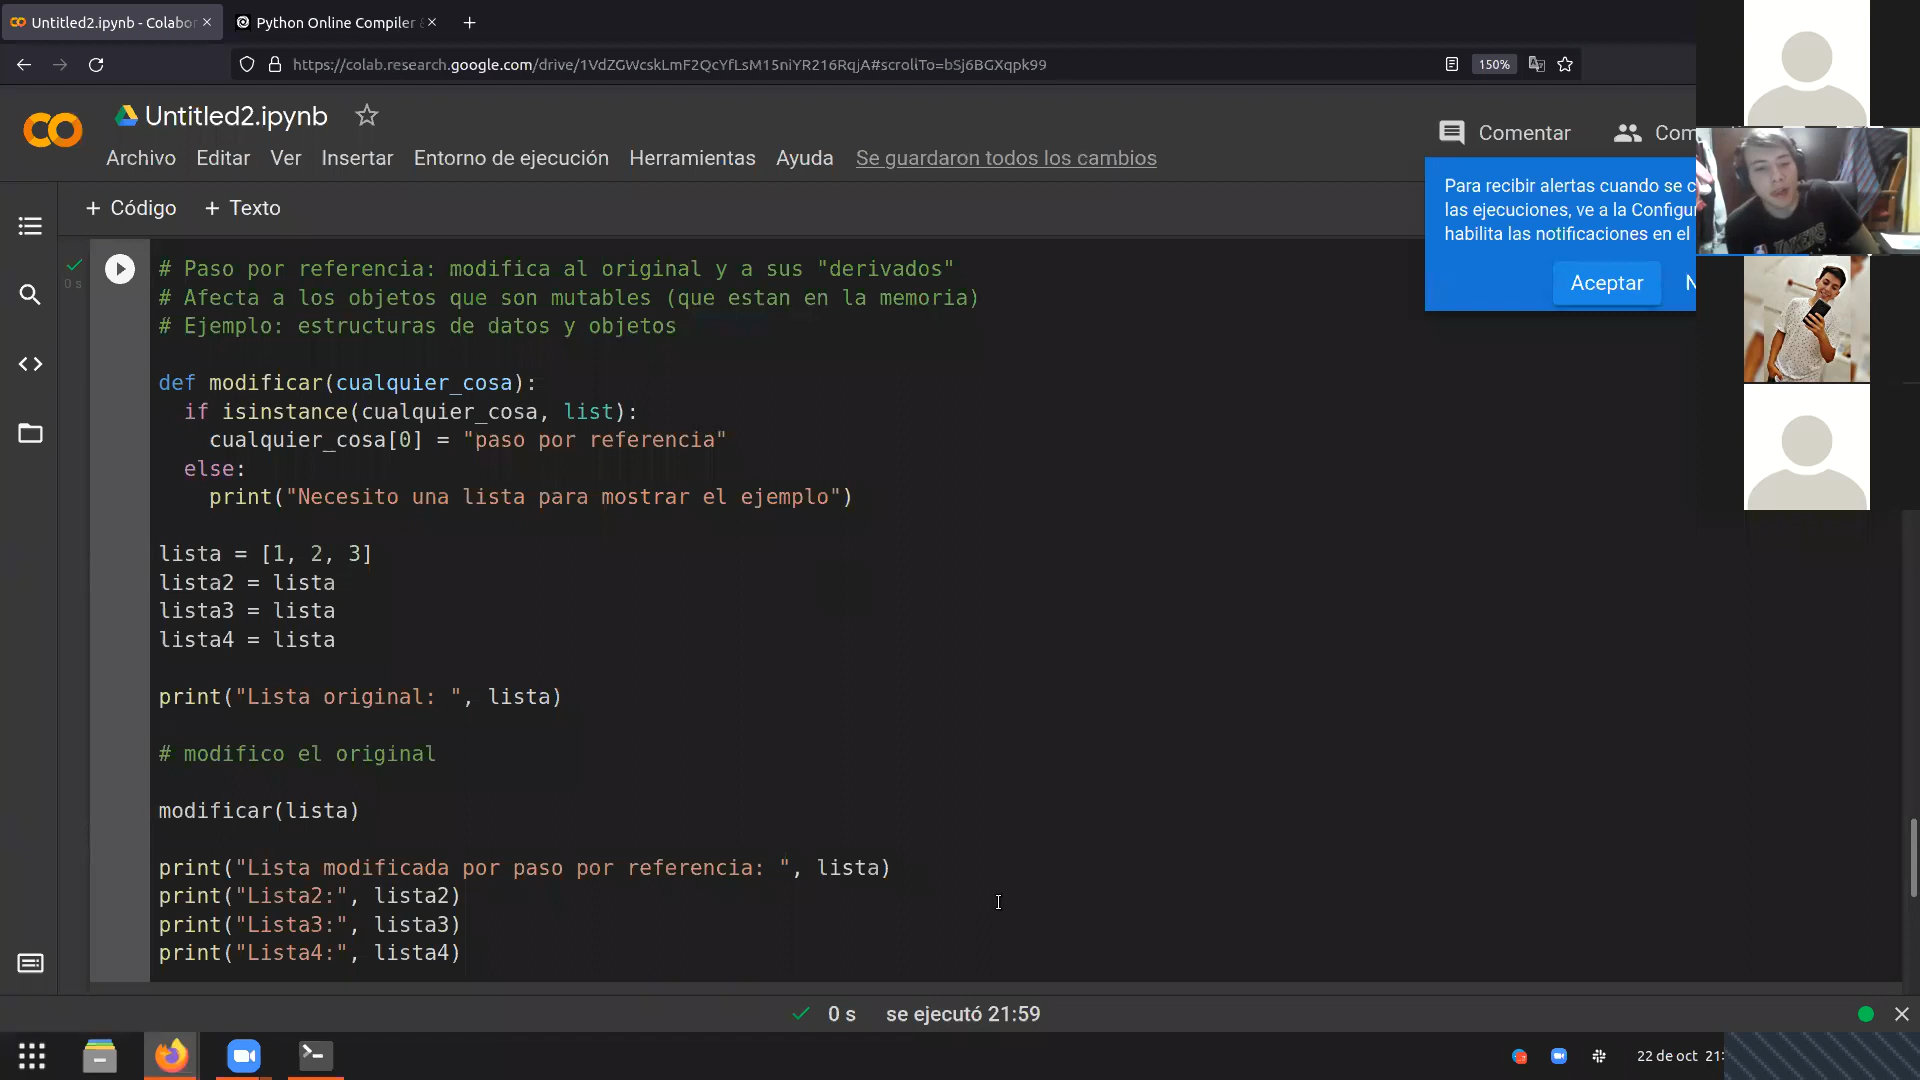 Untitled2.ipynb - Colabo
Python Online Compiler
https://colab.research.google.com/drive/1VdZGWcskLmF2QcYfLsM15niYR216RqjA#scrollTo=bSj6BGXqpk99
150%
CO
Untitled2.ipynb
Comentar
Com
Archivo Editar Ver Insertar Entorno de ejecución Herramientas Ayuda Se guardaron todos los cambios
+ Código + Texto
Para recibir alertas cuando se c
las ejecuciones, ve a la Configu
habilita las notificaciones en el
Aceptar N
0 s
# Paso por referencia: modifica al original y a sus "derivados"
# Afecta a los objetos que son mutables (que estan en la memoria)
# Ejemplo: estructuras de datos y objetos
def modificar(cualquier_cosa):
if isinstance(cualquier_cosa, list):
cualquier_cosa[0] = "paso por referencia"
else:
print("Necesito una lista para mostrar el ejemplo")
lista = [1, 2, 3]
lista2 = lista
lista3 = lista
lista4 = lista
print("Lista original: ", lista)
# modifico el original
modificar(lista)
print("Lista modificada por paso por referencia: ", lista)
print("Lista2:", lista2)
print("Lista3:", lista3)
print("Lista4:", lista4)
0 s se ejecutó 21:59
22 de oct 21: